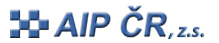 AIP ČR, z.s.